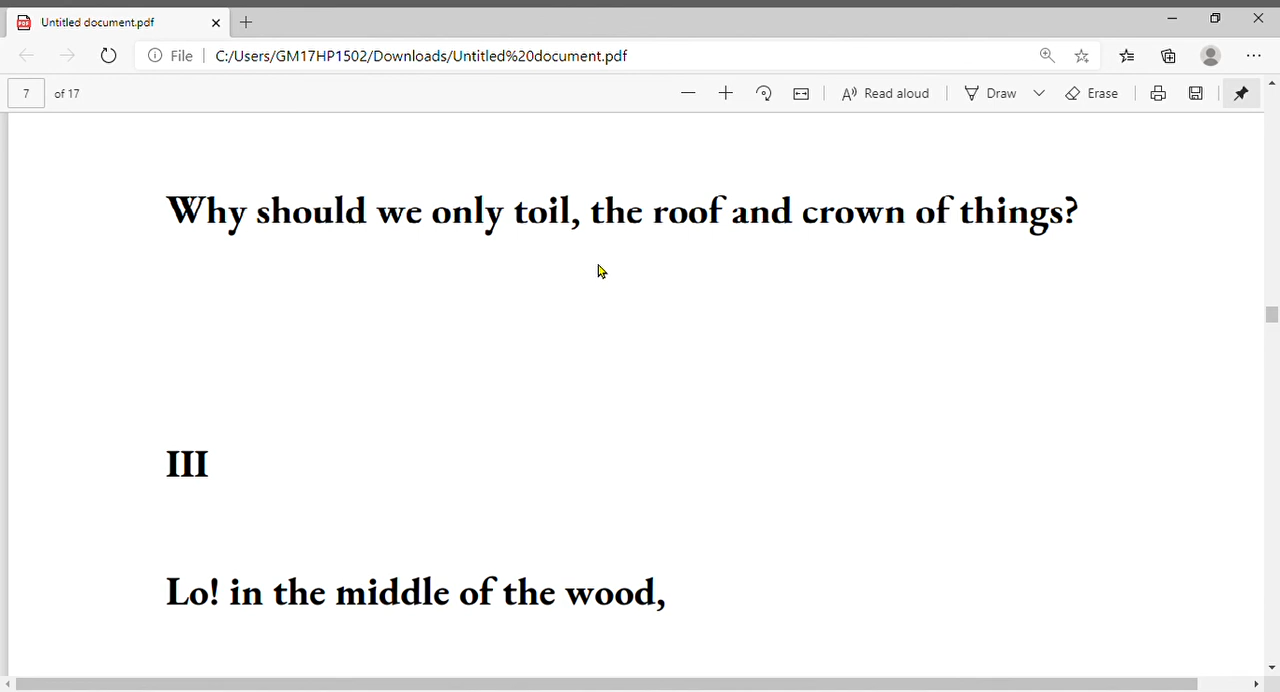 Untitled document.pdf
File
C:/Users/GM17HP1502/Downloads/Untitled%20document.pdf
7 of 17
Read aloud
Draw
Erase
Why should we only toil, the roof and crown of things?
III
Lo! in the middle of the wood,